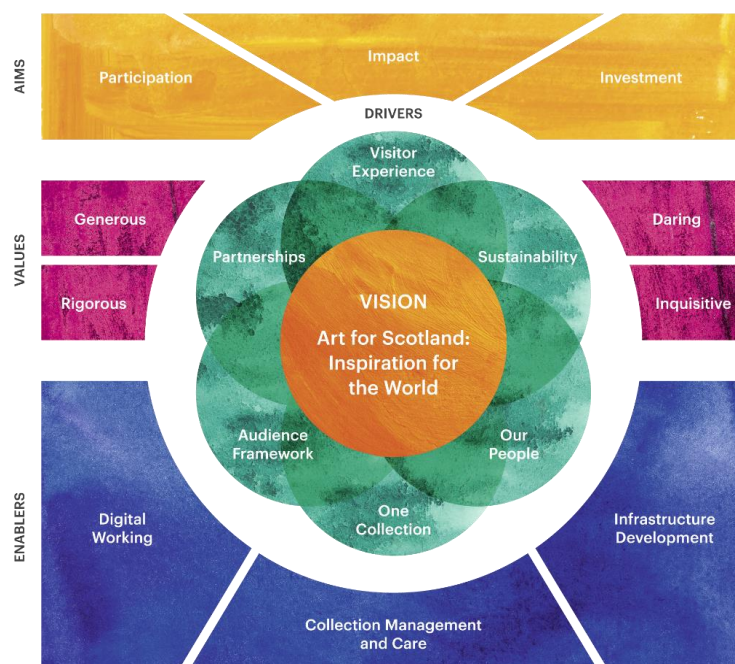 AIMS
Participation
Impact
Investment
DRIVERS
Visitor
Experience
Partnerships
Sustainability
VALUES
Generous
Rigorous
Daring
Inquisitive
VISION
Art for Scotland:
Inspiration for
the World
Audience
Framework
Our
People
One
Collection
ENABLERS
Digital
Working
Infrastructure
Development
Collection Management
and Care